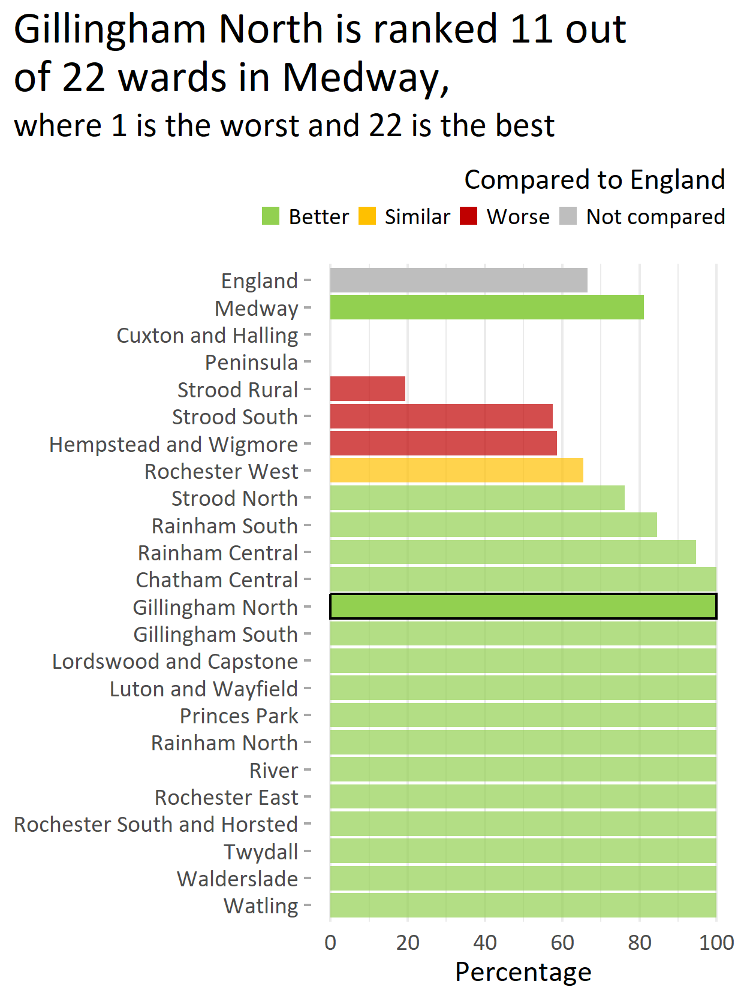 Gillingham North is ranked 11 out
of 22 wards in Medway,
where 1 is the worst and 22 is the best
Compared to England
Better Similar Worse Not compared
England
Medway
Cuxton and Halling
Peninsula
Strood Rural
Strood South
Hempstead and Wigmore
Rochester West
Strood North
Rainham South
Rainham Central
Chatham Central
Gillingham North
Gillingham South
Lordswood and Capstone
Luton and Wayfield
Princes Park
Rainham North
River
Rochester East
Rochester South and Horsted
Twydall
Walderslade
Watling
0 20 40 60 80 100
Percentage